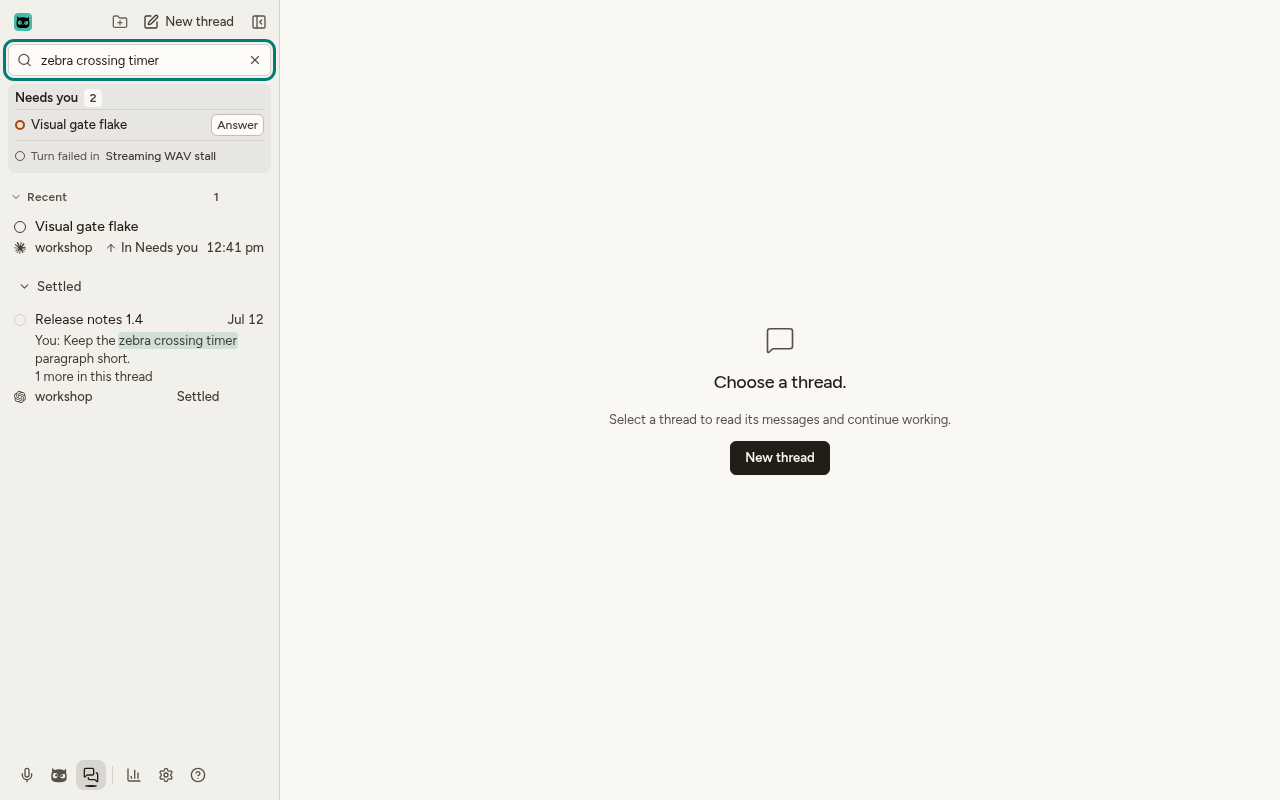 New thread
zebra crossing timer
Needs you 2
Visual gate flake Answer
Turn failed in Streaming WAV stall
Recent 1
Visual gate flake
workshop In Needs you 12:41 pm
Settled
Release notes 1.4 Jul 12
You: Keep the zebra crossing timer
paragraph short.
1 more in this thread
workshop Settled
Choose a thread.
Select a thread to read its messages and continue working.
New thread